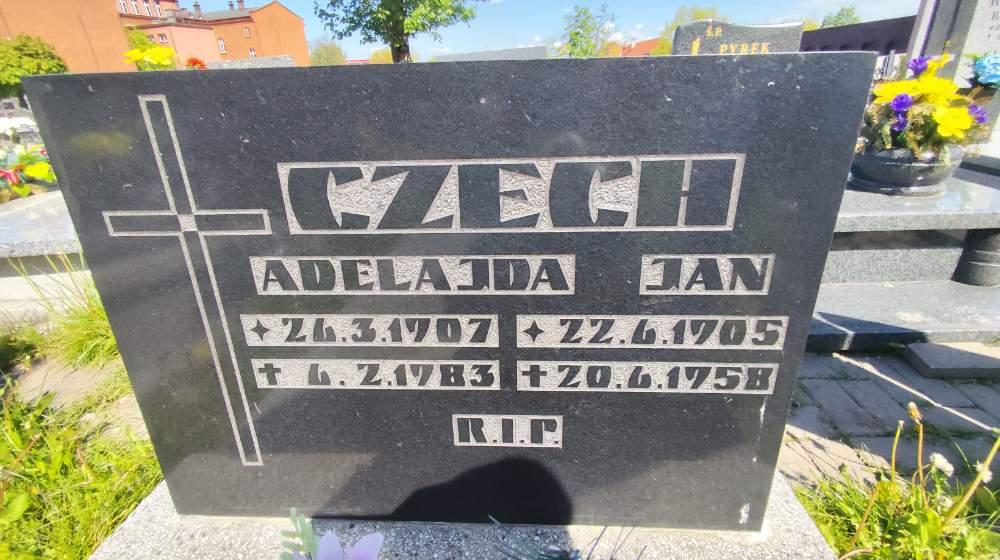 Ś.P.
PYREK
CZECH
ADELAJDA JAN
26.3.1907 22.6.1905
6.2.1983 20.6.1958
R.I.P.